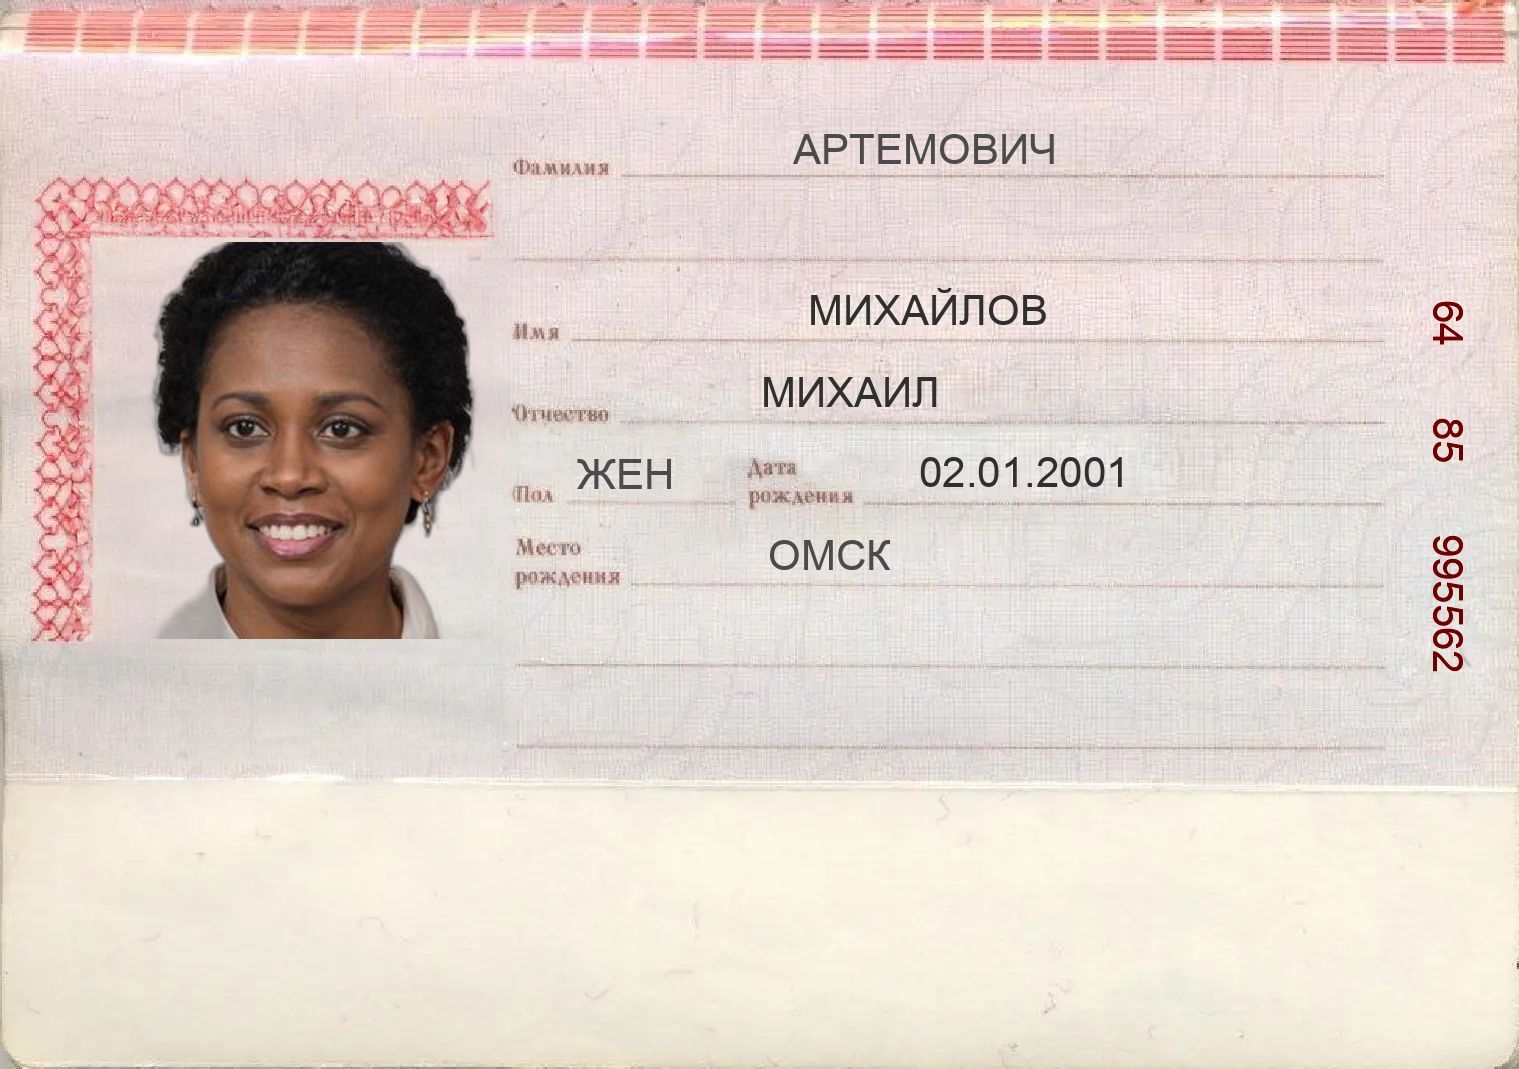 Фамилия АРТЕМОВИЧ
Имя МИХАЙЛОВ
Отчество МИХАИЛ
Пол ЖЕН Дата рождения 02.01.2001
Место рождения ОМСК
64 85 995562